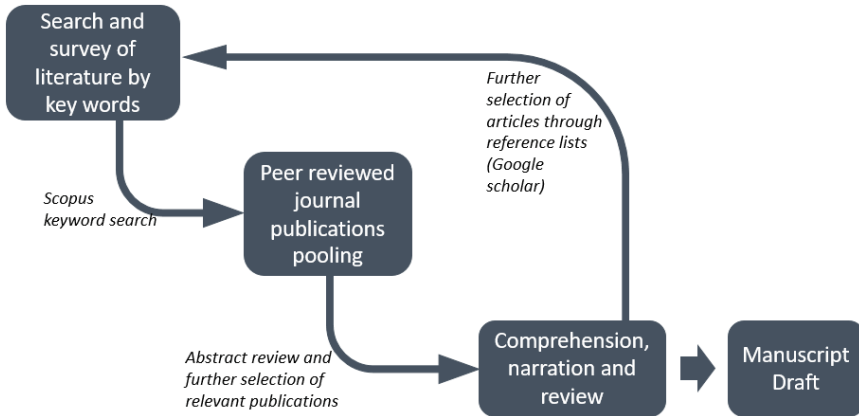 Search and
survey of
literature by
key words
Further
selection of
articles through
reference lists
(Google
scholar)
Scopus
keyword search
Peer reviewed
journal
publications
pooling
Abstract review and
further selection of
relevant publications
Comprehension,
narration and
review
Manuscript
Draft